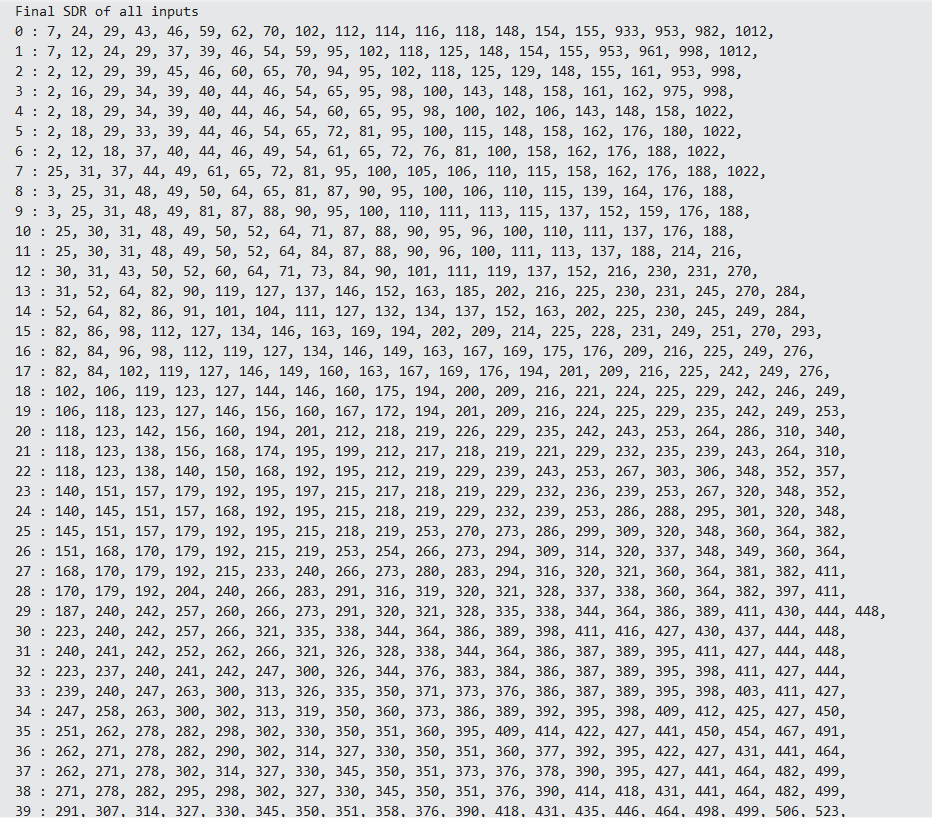 Final SDR of all inputs
0 : 7, 24, 29, 43, 46, 59, 62, 70, 102, 112, 114, 116, 118, 148, 154, 155, 933, 953, 982, 1012,
1 : 7, 12, 24, 29, 37, 39, 46, 54, 59, 95, 102, 118, 125, 148, 154, 155, 953, 961, 998, 1012,
2 : 2, 12, 29, 39, 45, 46, 60, 65, 70, 94, 95, 102, 118, 125, 129, 148, 155, 161, 953, 998,
3 : 2, 16, 29, 34, 39, 40, 44, 46, 54, 65, 95, 98, 100, 143, 148, 158, 161, 162, 975, 998,
4 : 2, 18, 29, 34, 39, 40, 44, 46, 54, 60, 65, 95, 98, 100, 102, 106, 143, 148, 158, 1022,
5 : 2, 18, 29, 33, 39, 44, 46, 54, 65, 72, 81, 95, 100, 115, 148, 158, 162, 176, 180, 1022,
6 : 2, 12, 18, 37, 40, 44, 46, 49, 54, 61, 65, 72, 76, 81, 100, 158, 162, 176, 188, 1022,
7 : 25, 31, 37, 44, 49, 61, 65, 72, 81, 95, 100, 105, 106, 110, 115, 158, 162, 176, 188, 1022,
8 : 3, 25, 31, 48, 49, 50, 64, 65, 81, 87, 90, 95, 100, 106, 110, 115, 139, 164, 176, 188,
9 : 3, 25, 31, 48, 49, 81, 87, 88, 90, 95, 100, 110, 111, 113, 115, 137, 152, 159, 176, 188,
10 : 25, 30, 31, 48, 49, 50, 52, 64, 71, 87, 88, 90, 95, 96, 100, 110, 111, 137, 176, 188,
11 : 25, 30, 31, 48, 49, 50, 52, 64, 84, 87, 88, 90, 96, 100, 111, 113, 137, 188, 214, 216,
12 : 30, 31, 43, 50, 52, 60, 64, 71, 73, 84, 90, 101, 111, 119, 137, 152, 216, 230, 231, 270,
13 : 31, 52, 64, 82, 90, 119, 127, 137, 146, 152, 163, 185, 202, 216, 225, 230, 231, 245, 270, 284,
14 : 52, 64, 82, 86, 91, 101, 104, 111, 127, 132, 134, 137, 152, 163, 202, 225, 230, 245, 249, 284,
15 : 82, 86, 98, 112, 127, 134, 146, 163, 169, 194, 202, 209, 214, 225, 228, 231, 249, 251, 270, 293,
16 : 82, 84, 96, 98, 112, 119, 127, 134, 146, 149, 163, 167, 169, 175, 176, 209, 216, 225, 249, 276,
17 : 82, 84, 102, 119, 127, 146, 149, 160, 163, 167, 169, 176, 194, 201, 209, 216, 225, 242, 249, 276,
18 : 102, 106, 119, 123, 127, 144, 146, 160, 175, 194, 200, 209, 216, 221, 224, 225, 229, 242, 246, 249,
19 : 106, 118, 123, 127, 146, 156, 160, 167, 172, 194, 201, 209, 216, 224, 225, 229, 235, 242, 249, 253,
20 : 118, 123, 142, 156, 160, 194, 201, 212, 218, 219, 226, 229, 235, 242, 243, 253, 264, 286, 310, 340,
21 : 118, 123, 138, 156, 168, 174, 195, 199, 212, 217, 218, 219, 221, 229, 232, 235, 239, 243, 264, 310,
22 : 118, 123, 138, 140, 150, 168, 192, 195, 212, 219, 229, 239, 243, 253, 267, 303, 306, 348, 352, 357,
23 : 140, 151, 157, 179, 192, 195, 197, 215, 217, 218, 219, 229, 232, 236, 239, 253, 267, 320, 348, 352,
24 : 140, 145, 151, 157, 168, 192, 195, 215, 218, 219, 229, 232, 239, 253, 286, 288, 295, 301, 320, 348,
25 : 145, 151, 157, 179, 192, 195, 215, 218, 219, 253, 270, 273, 286, 299, 309, 320, 348, 360, 364, 382,
26 : 151, 168, 170, 179, 192, 215, 219, 253, 254, 266, 273, 294, 309, 314, 320, 337, 348, 349, 360, 364,
27 : 168, 170, 179, 192, 215, 233, 240, 266, 273, 280, 283, 294, 316, 320, 321, 360, 364, 381, 382, 411,
28 : 170, 179, 192, 204, 240, 266, 283, 291, 316, 319, 320, 321, 328, 337, 338, 360, 364, 382, 397, 411,
29 : 187, 240, 242, 257, 260, 266, 273, 291, 320, 321, 328, 335, 338, 344, 364, 386, 389, 411, 430, 444, 448,
30 : 223, 240, 242, 257, 266, 321, 335, 338, 344, 364, 386, 389, 398, 411, 416, 427, 430, 437, 444, 448,
31 : 240, 241, 242, 252, 262, 266, 321, 326, 328, 338, 344, 364, 386, 387, 389, 395, 411, 427, 444, 448,
32 : 223, 237, 240, 241, 242, 247, 300, 326, 344, 376, 383, 384, 386, 387, 389, 395, 398, 411, 427, 444,
33 : 239, 240, 247, 263, 300, 313, 326, 335, 350, 371, 373, 376, 386, 387, 389, 395, 398, 403, 411, 427,
34 : 247, 258, 263, 300, 302, 313, 319, 350, 360, 373, 386, 389, 392, 395, 398, 409, 412, 425, 427, 450,
35 : 251, 262, 278, 282, 298, 302, 330, 350, 351, 360, 395, 409, 414, 422, 427, 441, 450, 454, 467, 491,
36 : 262, 271, 278, 282, 290, 302, 314, 327, 330, 350, 351, 360, 377, 392, 395, 422, 427, 431, 441, 464,
37 : 262, 271, 278, 302, 314, 327, 330, 345, 350, 351, 373, 376, 378, 390, 395, 427, 441, 464, 482, 499,
38 : 271, 278, 282, 295, 298, 302, 327, 330, 345, 350, 351, 376, 390, 414, 418, 431, 441, 464, 482, 499,
39 : 291, 307, 314, 327, 330, 345, 350, 351, 358, 376, 390, 418, 431, 435, 446, 464, 498, 499, 506, 523,